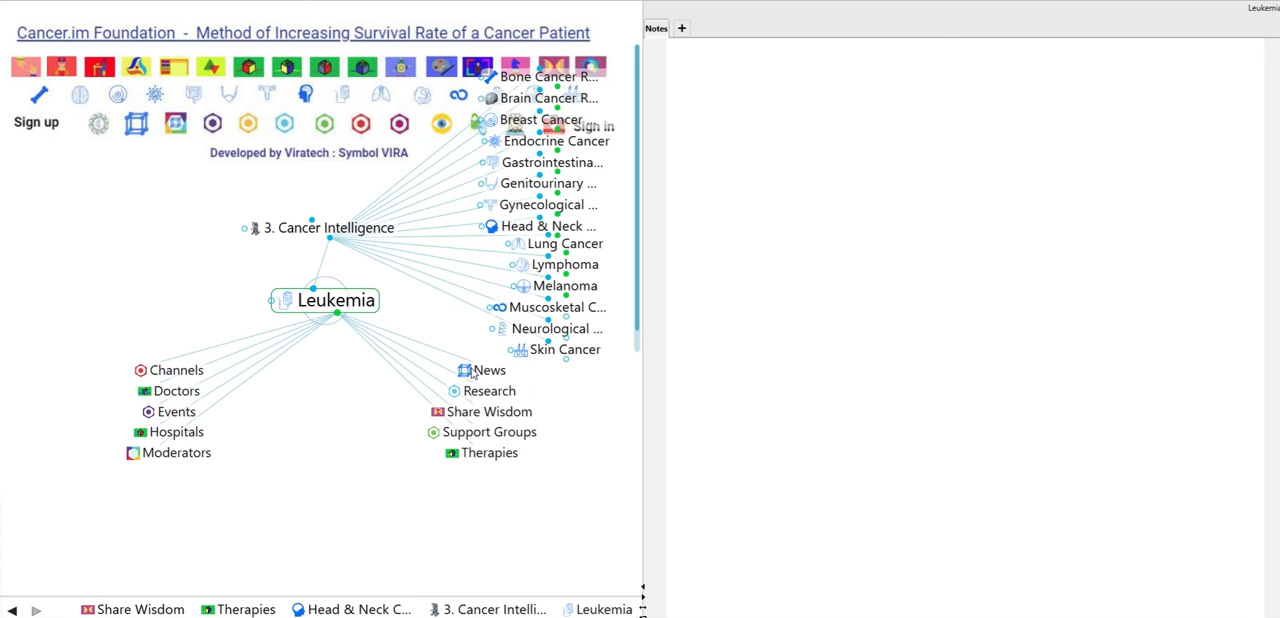 Leukemia
Cancer.im Foundation - Method of Increasing Survival Rate of a Cancer Patient
Notes
+
Bone Cancer R...
Brain Cancer R...
Breast Cancer
Sign up
Sign in
Endocrine Cancer
Developed by Viratech : Symbol VIRA
Gastrointestina...
Genitourinary ...
Gynecological ...
3. Cancer Intelligence
Head & Neck ...
Lung Cancer
Lymphoma
Melanoma
Leukemia
Muscosketal C...
Neurological ...
Skin Cancer
Channels
News
Doctors
Research
Events
Share Wisdom
Hospitals
Support Groups
Moderators
Therapies
Share Wisdom
Therapies
Head & Neck C...
3. Cancer Intelli...
Leukemia